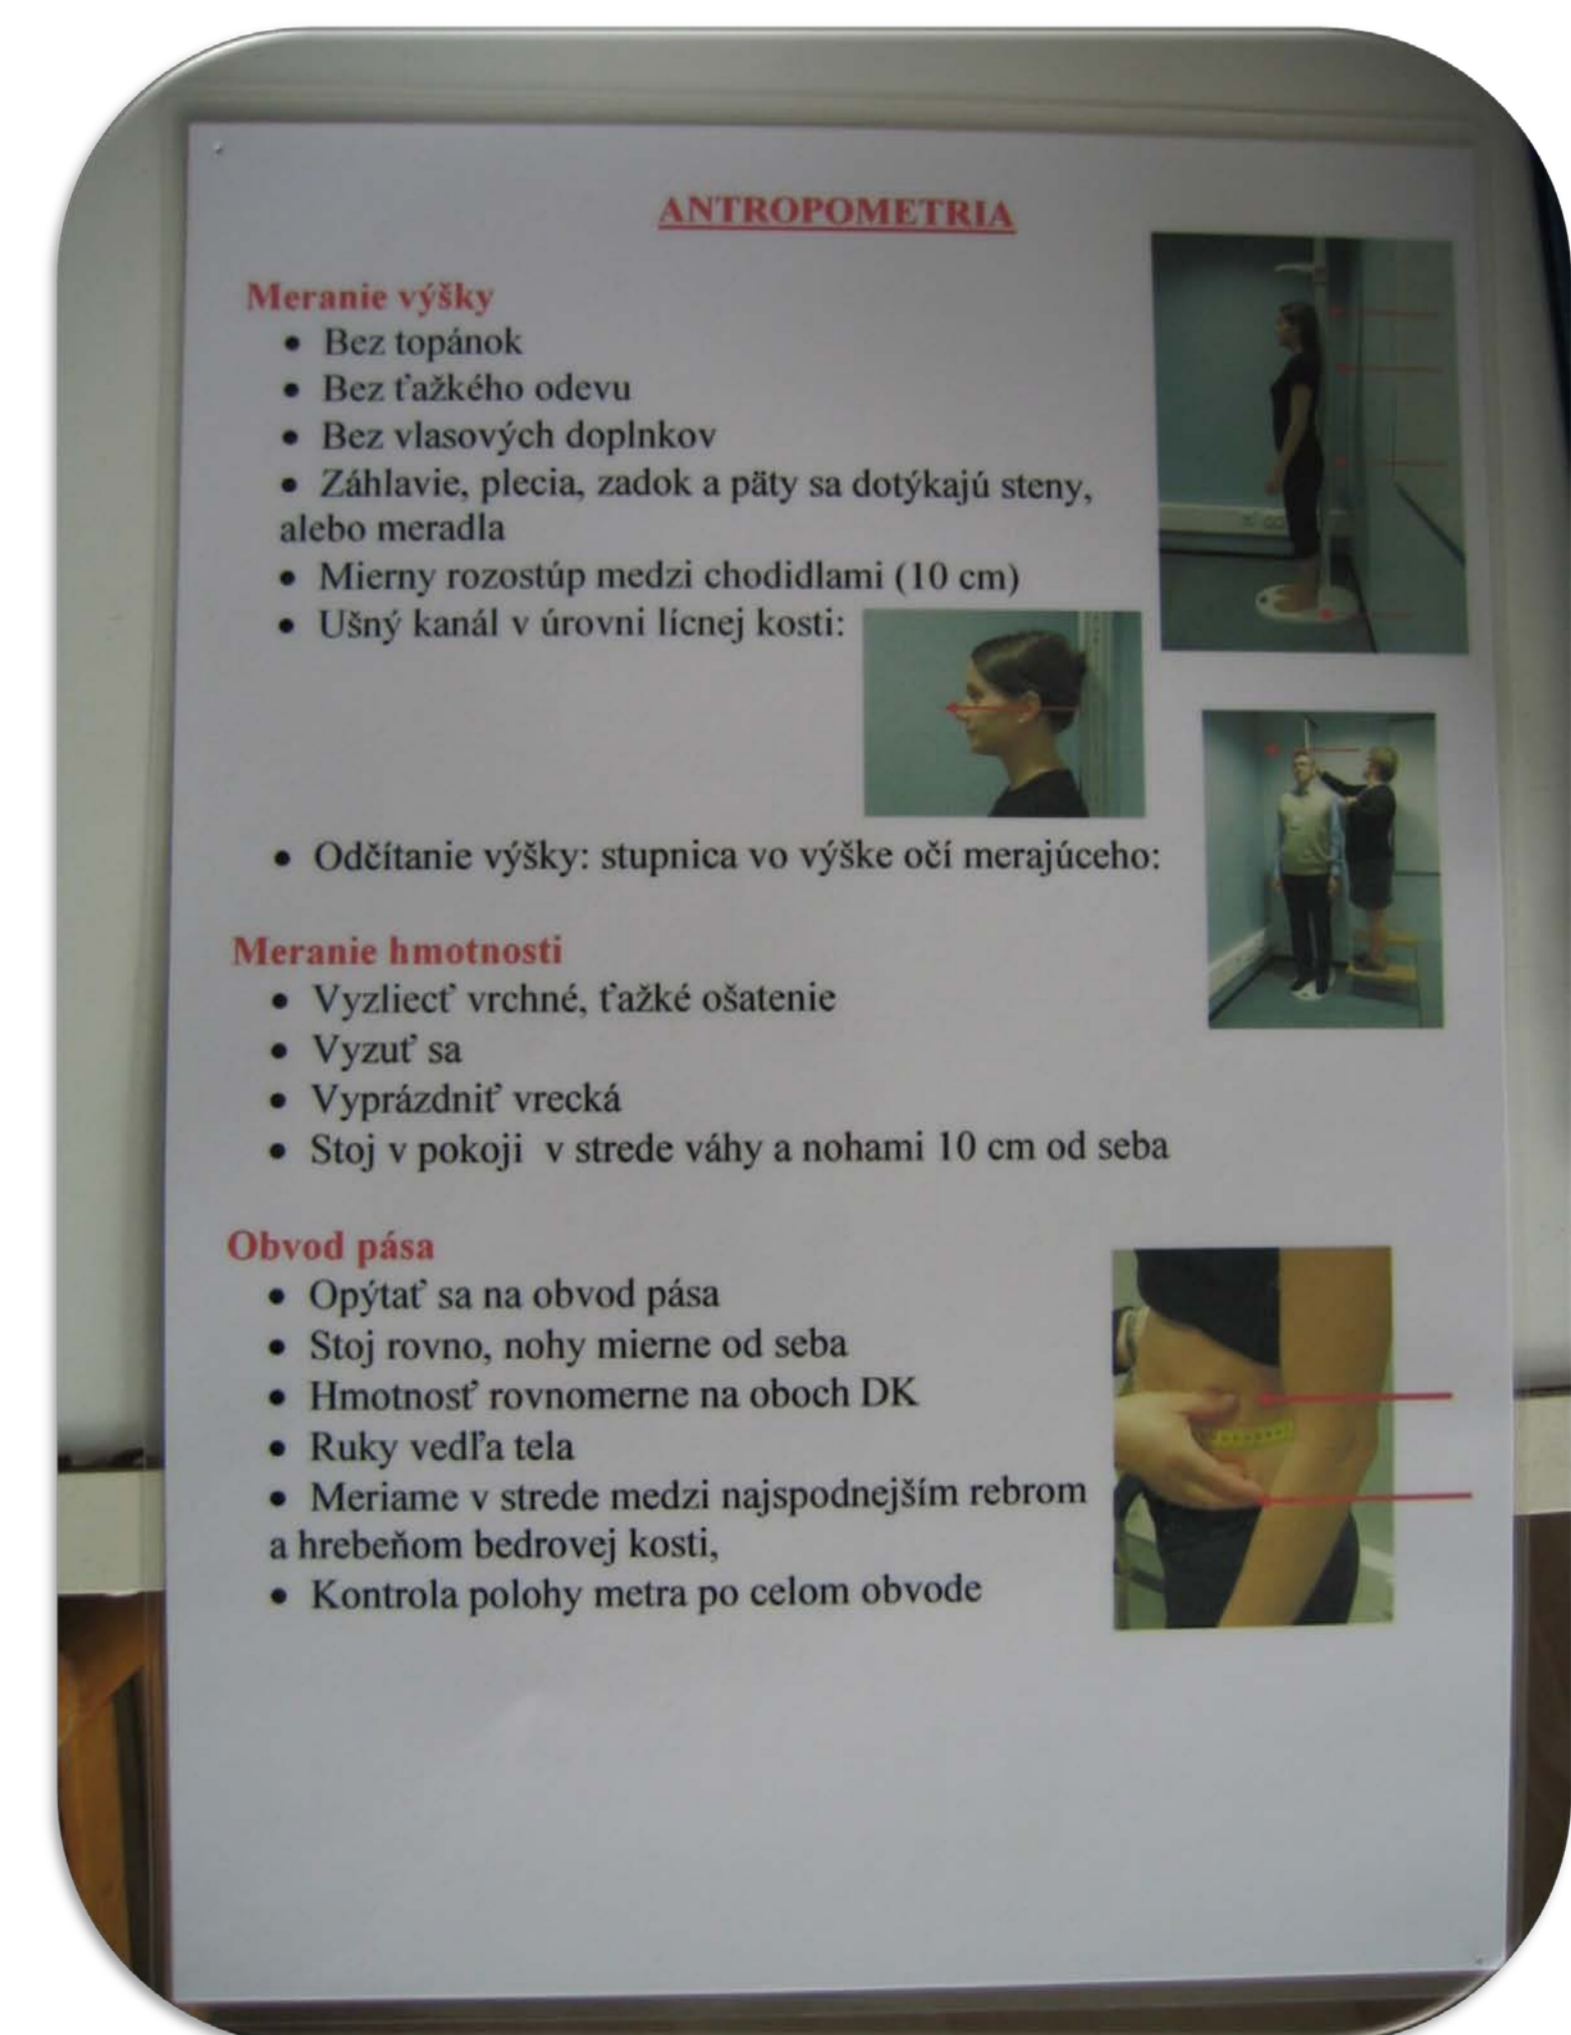 ANTROPOMETRIA
Meranie výšky
• Bez topánok
• Bez ťažkého odevu
• Bez vlasových doplnkov
• Záhlavie, plecia, zadok a päty sa dotýkajú steny,
alebo meradla
• Mierny rozostúp medzi chodidlami (10 cm)
• Ušný kanál v úrovni lícnej kosti:
• Odčítanie výšky: stupnica vo výške očí merajúceho:
Meranie hmotnosti
• Vyzliecť vrchné, ťažké ošatenie
• Vyzuť sa
• Vyprázdniť vrecká
• Stoj v pokoji v strede váhy a nohami 10 cm od seba
Obvod pása
• Opýtať sa na obvod pása
• Stoj rovno, nohy mierne od seba
• Hmotnosť rovnomerne na oboch DK
• Ruky vedľa tela
• Meriame v strede medzi najspodnejším rebrom
a hrebeňom bedrovej kosti,
• Kontrola polohy metra po celom obvode